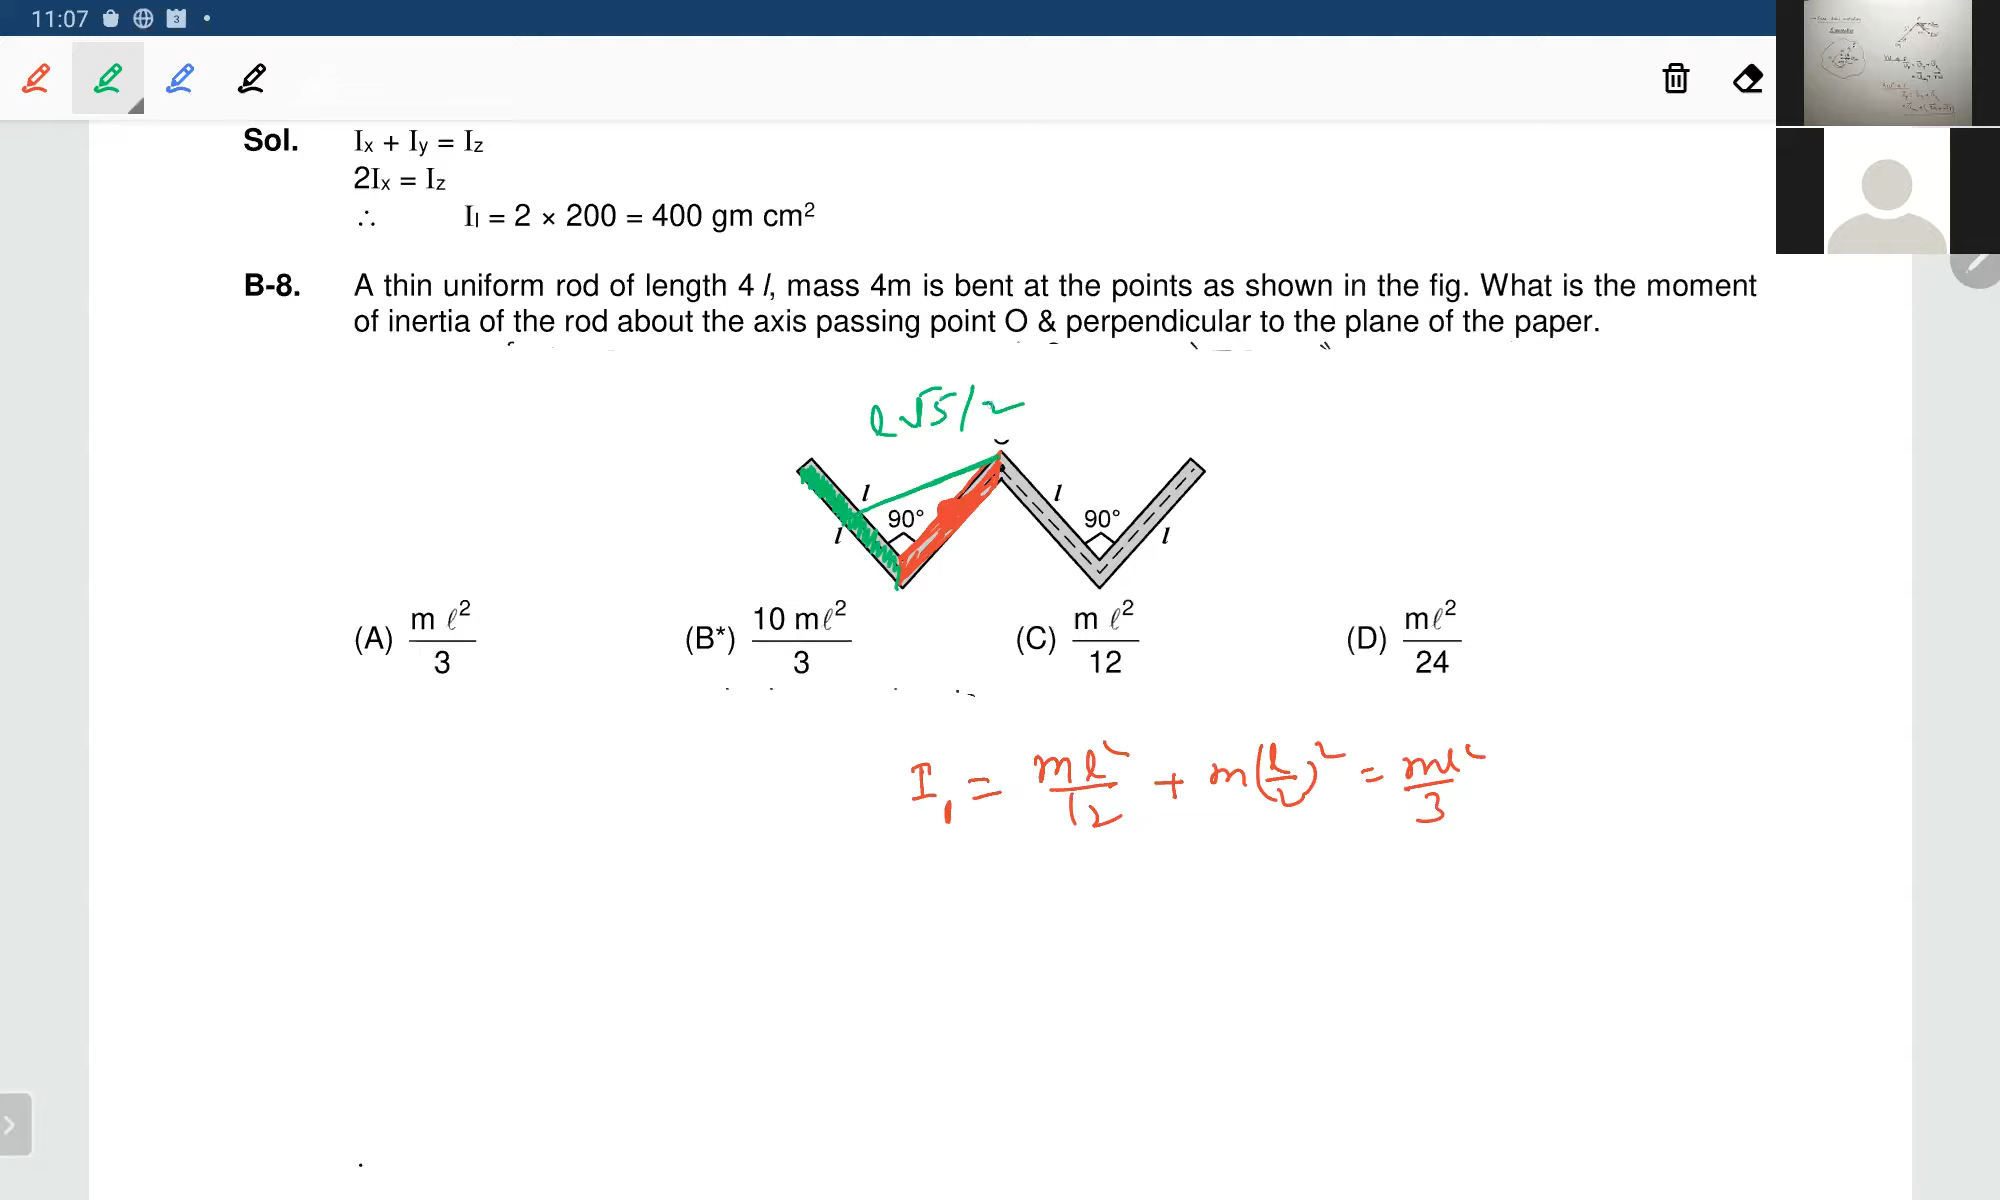 11:07
3
Sol. Ix + Iy = Iz
2Ix = Iz
∴ Il = 2 × 200 = 400 gm cm²
B-8. A thin uniform rod of length 4 l, mass 4m is bent at the points as shown in the fig. What is the moment
of inertia of the rod about the axis passing point O & perpendicular to the plane of the paper.
l√5/2
l l
90° 90°
l l
(A) m ℓ²/3 (B*) 10 mℓ²/3 (C) m ℓ²/12 (D) mℓ²/24
I₁ = ml²/12 + m(l/2)² = ml²/3